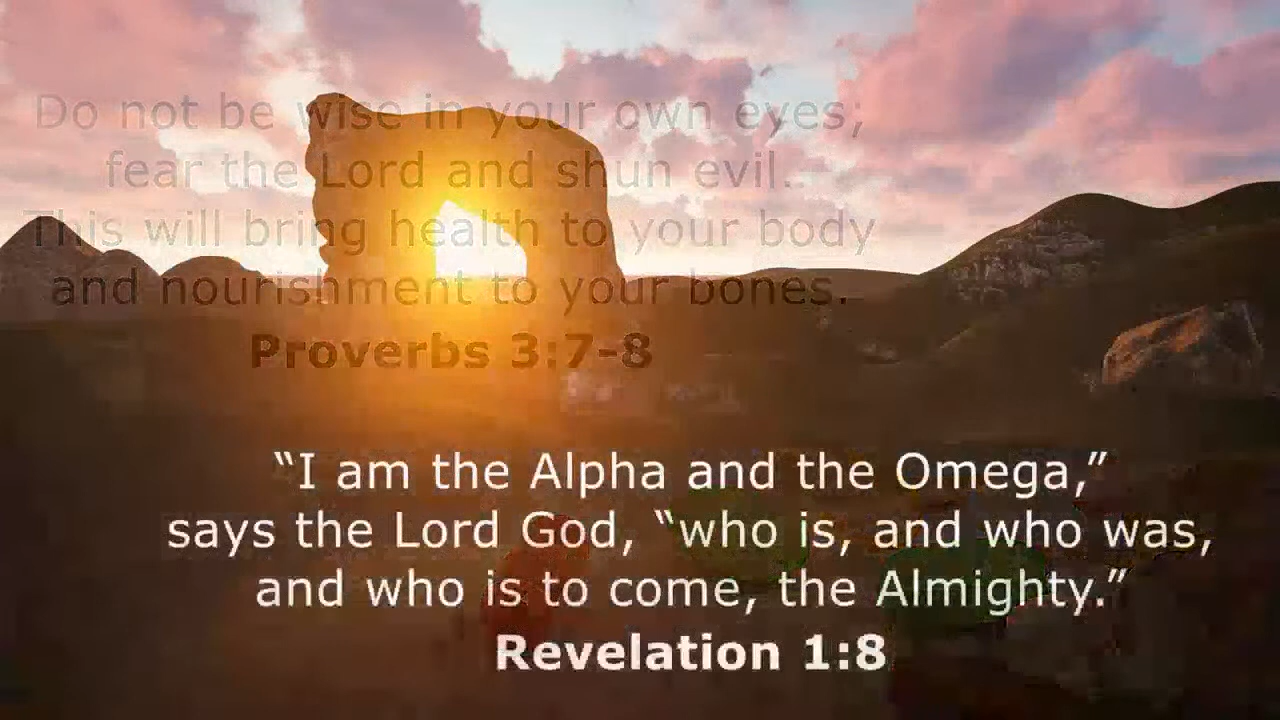 Do not be wise in your own eyes;
fear the Lord and shun evil.
This will bring health to your body
and nourishment to your bones.
Proverbs 3:7-8
“I am the Alpha and the Omega,”
says the Lord God, “who is, and who was,
and who is to come, the Almighty.”
Revelation 1:8